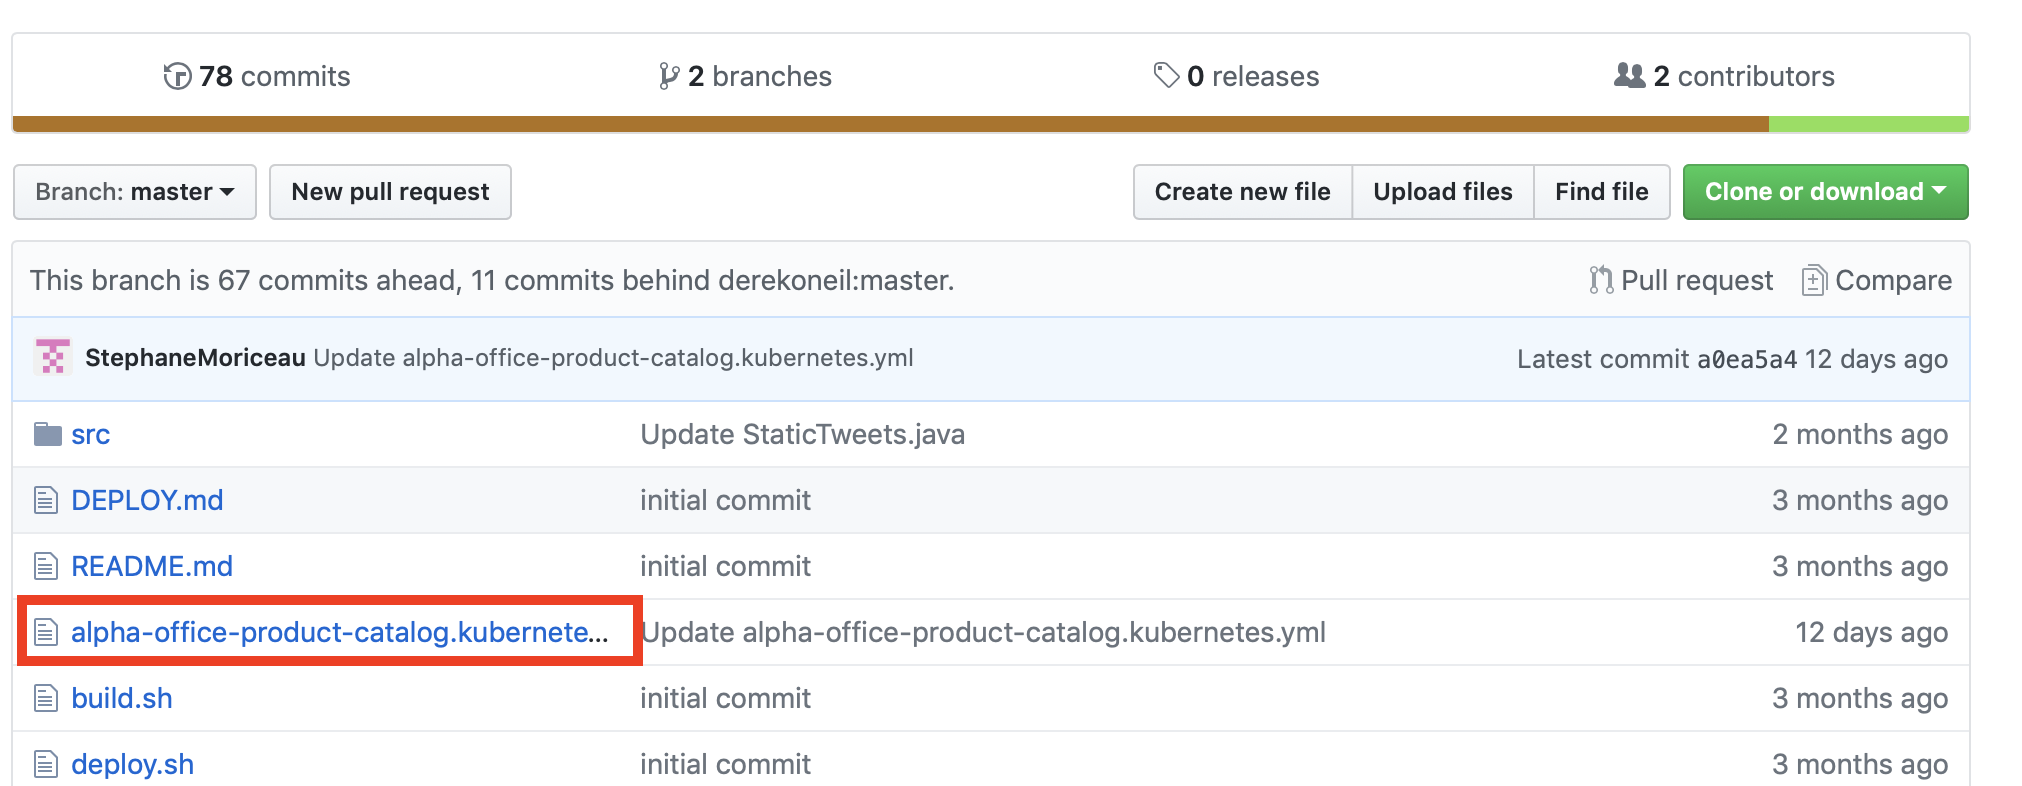 78 commits 2 branches 0 releases 2 contributors
Branch: master New pull request Create new file Upload files Find file Clone or download
This branch is 67 commits ahead, 11 commits behind derekoneil:master. Pull request Compare
StephaneMoriceau Update alpha-office-product-catalog.kubernetes.yml Latest commit a0ea5a4 12 days ago
src Update StaticTweets.java 2 months ago
DEPLOY.md initial commit 3 months ago
README.md initial commit 3 months ago
alpha-office-product-catalog.kubernete... Update alpha-office-product-catalog.kubernetes.yml 12 days ago
build.sh initial commit 3 months ago
deploy.sh initial commit 3 months ago